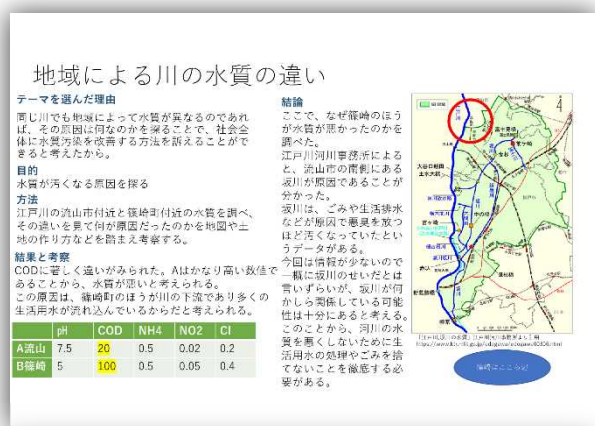 地域による川の水質の違い
テーマを選んだ理由
同じ川でも地域によって水質が異なるのであれ
ば、その原因は何なのかを探ることで、社会全
体に水質汚染を改善する方法を訴えることがで
きると考えたから。
目的
水質が汚くなる原因を探る
方法
江戸川の流山市付近と篠崎町付近の水質を調べ、
その違いを見て何が原因だったのかを地図や土
地の作り方などを踏まえ考察する。
結果と考察
CODに著しく違いがみられた。Aはかなり高い数値で
あることから、水質が悪いと考えられる。
この原因は、篠崎町のほうが川の下流であり多くの
生活用水が流れ込んでいるからだと考えられる。
pH COD NH4 NO2 Cl
A流山 7.5 20 0.5 0.02 0.2
B篠崎 5 100 0.5 0.05 0.4
結論
ここで、なぜ篠崎のほう
が水質が悪かったのかを
調べた。
江戸川河川事務所による
と、流山市の南側にある
坂川が原因であることが
分かった。
坂川は、ごみや生活排水
などが原因で悪臭を放つ
ほど汚くなっていたとい
うデータがある。
今回は情報が少ないので
一概に坂川のせいだとは
言いずらいが、坂川が何
かしら関係している可能
性は十分にあると考える。
このことから、河川の水
質を悪くしないために生
活用水の処理やごみを捨
てないことを徹底する必
要がある。